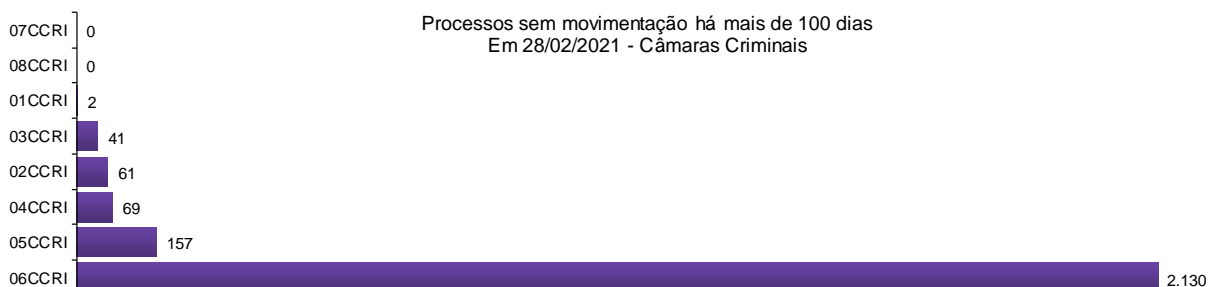 Processos sem movimentação há mais de 100 dias
Em 28/02/2021 - Câmaras Criminais
07CCRI 0
08CCRI 0
01CCRI 2
03CCRI 41
02CCRI 61
04CCRI 69
05CCRI 157
06CCRI 2.130